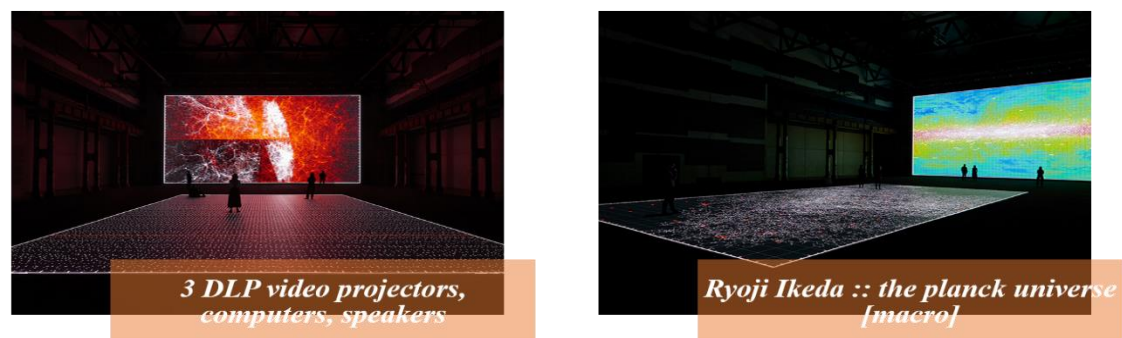 3 DLP video projectors,
computers, speakers
Ryoji Ikeda :: the planck universe
[macro]